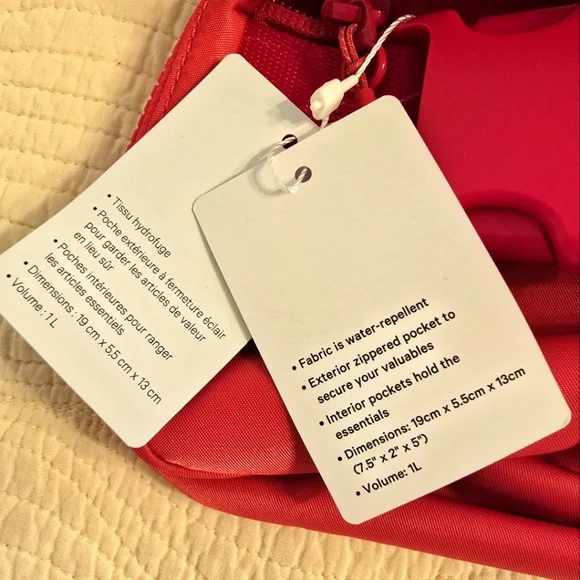 • Tissu hydrofuge
• Poche extérieure à fermeture éclair
pour garder les articles de valeur
en lieu sûr
• Poches intérieures pour ranger
les articles essentiels
• Dimensions : 19 cm x 5,5 cm x 13 cm
• Volume : 1 L
• Fabric is water-repellent
• Exterior zippered pocket to
secure your valuables
• Interior pockets hold the
essentials
• Dimensions: 19cm x 5.5cm x 13cm
(7.5" x 2" x 5")
• Volume: 1L